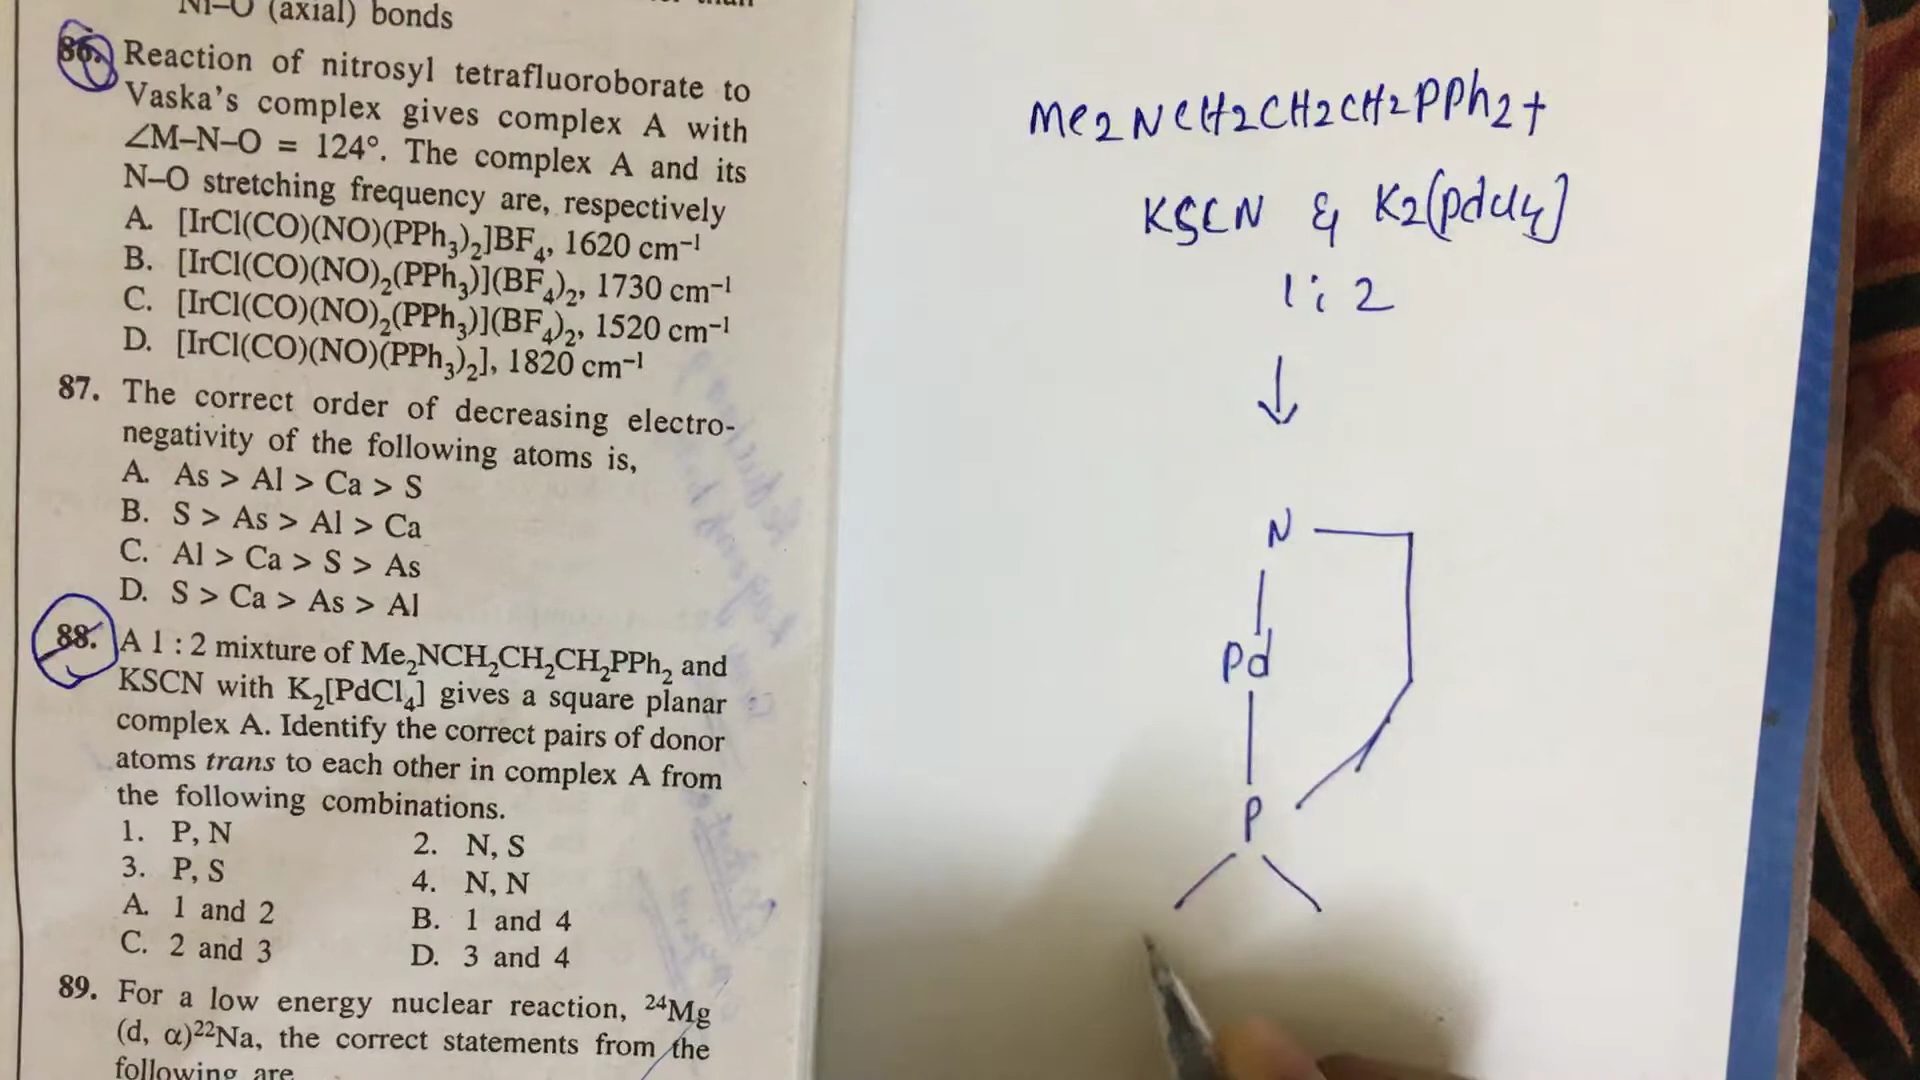 Ni–O (axial) bonds
86. Reaction of nitrosyl tetrafluoroborate to
Vaska's complex gives complex A with
∠M–N–O = 124°. The complex A and its
N–O stretching frequency are, respectively
A. [IrCl(CO)(NO)(PPh₃)₂]BF₄, 1620 cm⁻¹
B. [IrCl(CO)(NO)₂(PPh₃)](BF₄)₂, 1730 cm⁻¹
C. [IrCl(CO)(NO)₂(PPh₃)](BF₄)₂, 1520 cm⁻¹
D. [IrCl(CO)(NO)(PPh₃)₂], 1820 cm⁻¹
87. The correct order of decreasing electro-
negativity of the following atoms is,
A. As > Al > Ca > S
B. S > As > Al > Ca
C. Al > Ca > S > As
D. S > Ca > As > Al
88. A 1 : 2 mixture of Me₂NCH₂CH₂CH₂PPh₂ and
KSCN with K₂[PdCl₄] gives a square planar
complex A. Identify the correct pairs of donor
atoms trans to each other in complex A from
the following combinations.
1. P, N 2. N, S
3. P, S 4. N, N
A. 1 and 2 B. 1 and 4
C. 2 and 3 D. 3 and 4
89. For a low energy nuclear reaction, ²⁴Mg
(d, α)²²Na, the correct statements from the
following are
Me2NCH2CH2CH2PPh2+
KSCN & K2[PdCl4]
1:2
↓
N
Pd
P